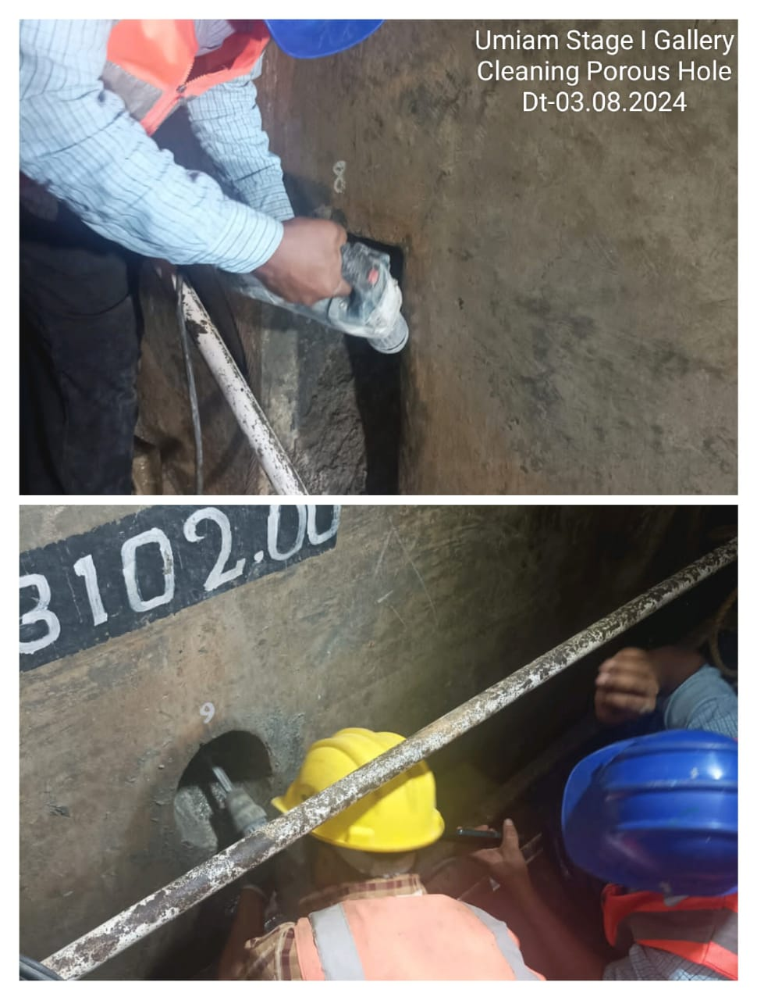 Umiam Stage I Gallery
Cleaning Porous Hole
Dt-03.08.2024
8
3102.00
9